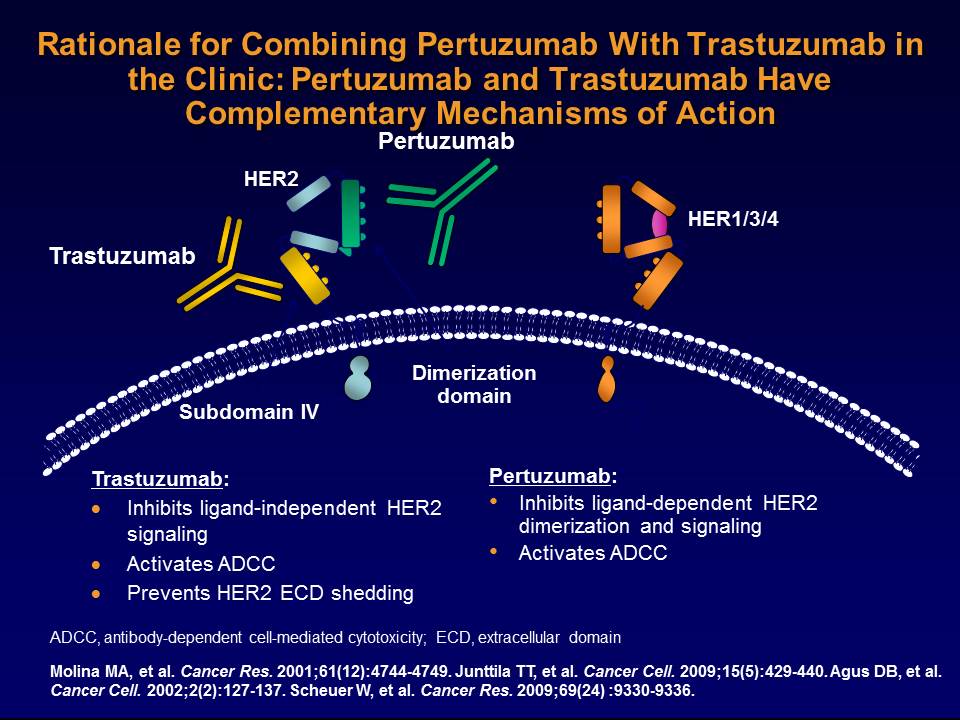 Rationale for Combining Pertuzumab With Trastuzumab in
the Clinic: Pertuzumab and Trastuzumab Have
Complementary Mechanisms of Action
Pertuzumab
HER2
HER1/3/4
Trastuzumab
Dimerization
domain
Subdomain IV
Trastuzumab:
• Inhibits ligand-independent HER2
signaling
• Activates ADCC
• Prevents HER2 ECD shedding
Pertuzumab:
• Inhibits ligand-dependent HER2
dimerization and signaling
• Activates ADCC
ADCC, antibody-dependent cell-mediated cytotoxicity; ECD, extracellular domain
Molina MA, et al. Cancer Res. 2001;61(12):4744-4749. Junttila TT, et al. Cancer Cell. 2009;15(5):429-440. Agus DB, et al.
Cancer Cell. 2002;2(2):127-137. Scheuer W, et al. Cancer Res. 2009;69(24) :9330-9336.